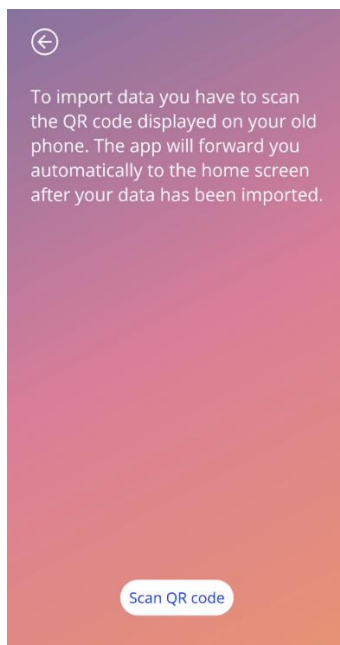 To import data you have to scan
the QR code displayed on your old
phone. The app will forward you
automatically to the home screen
after your data has been imported.
Scan QR code